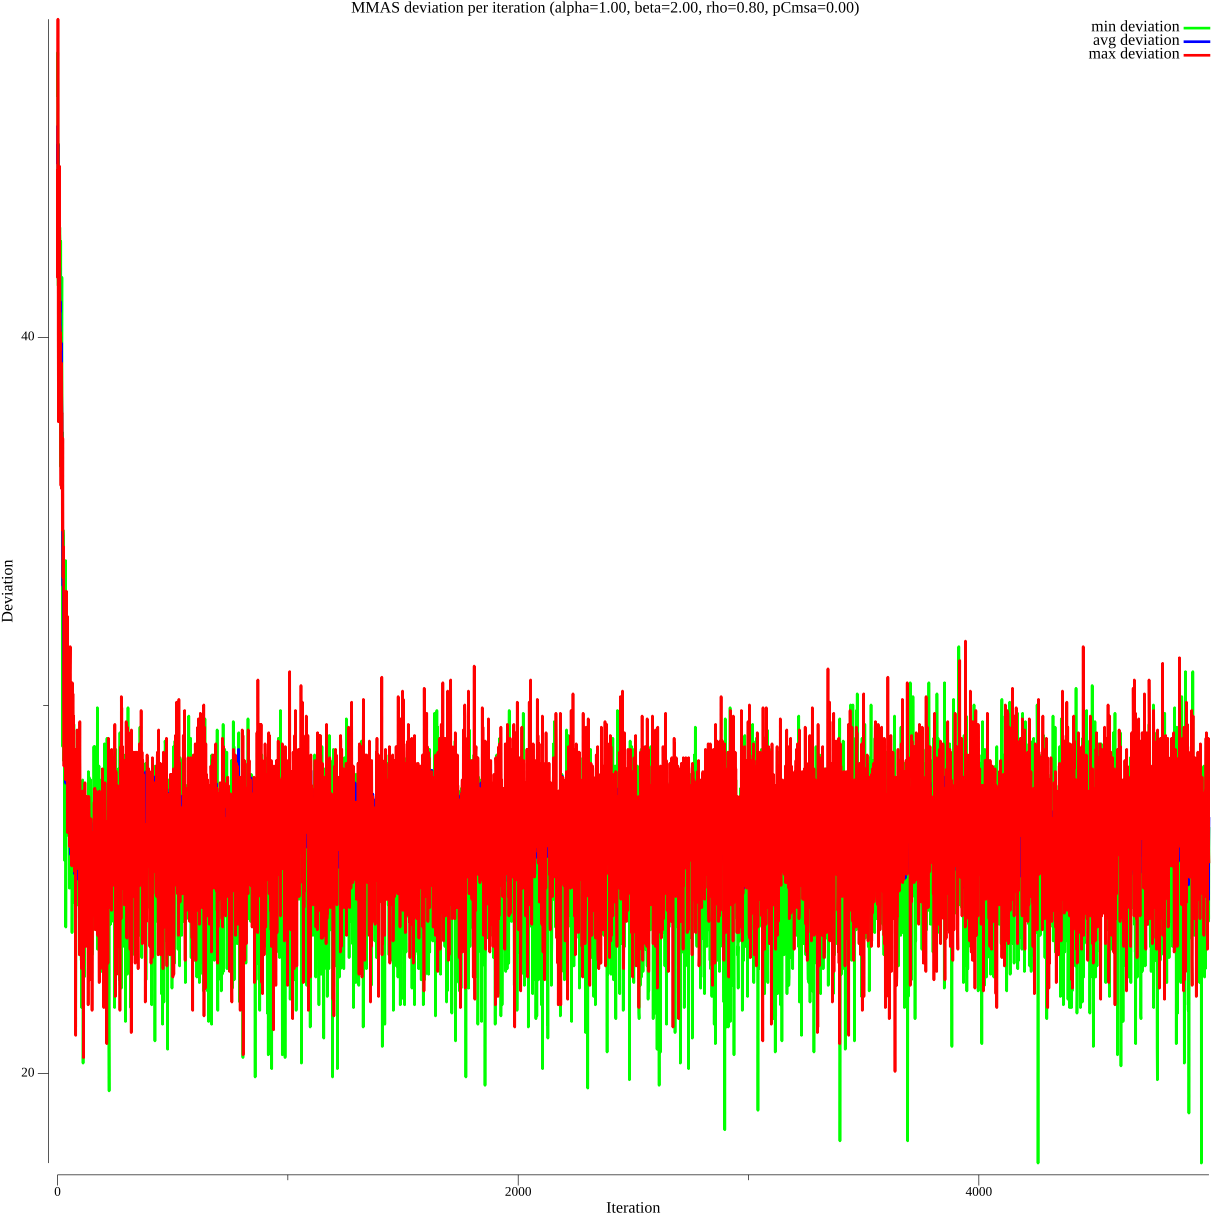 MMAS deviation per iteration (alpha=1.00, beta=2.00, rho=0.80, pCmsa=0.00)
min deviation
avg deviation
max deviation
40
Deviation
20
0
2000
4000
Iteration